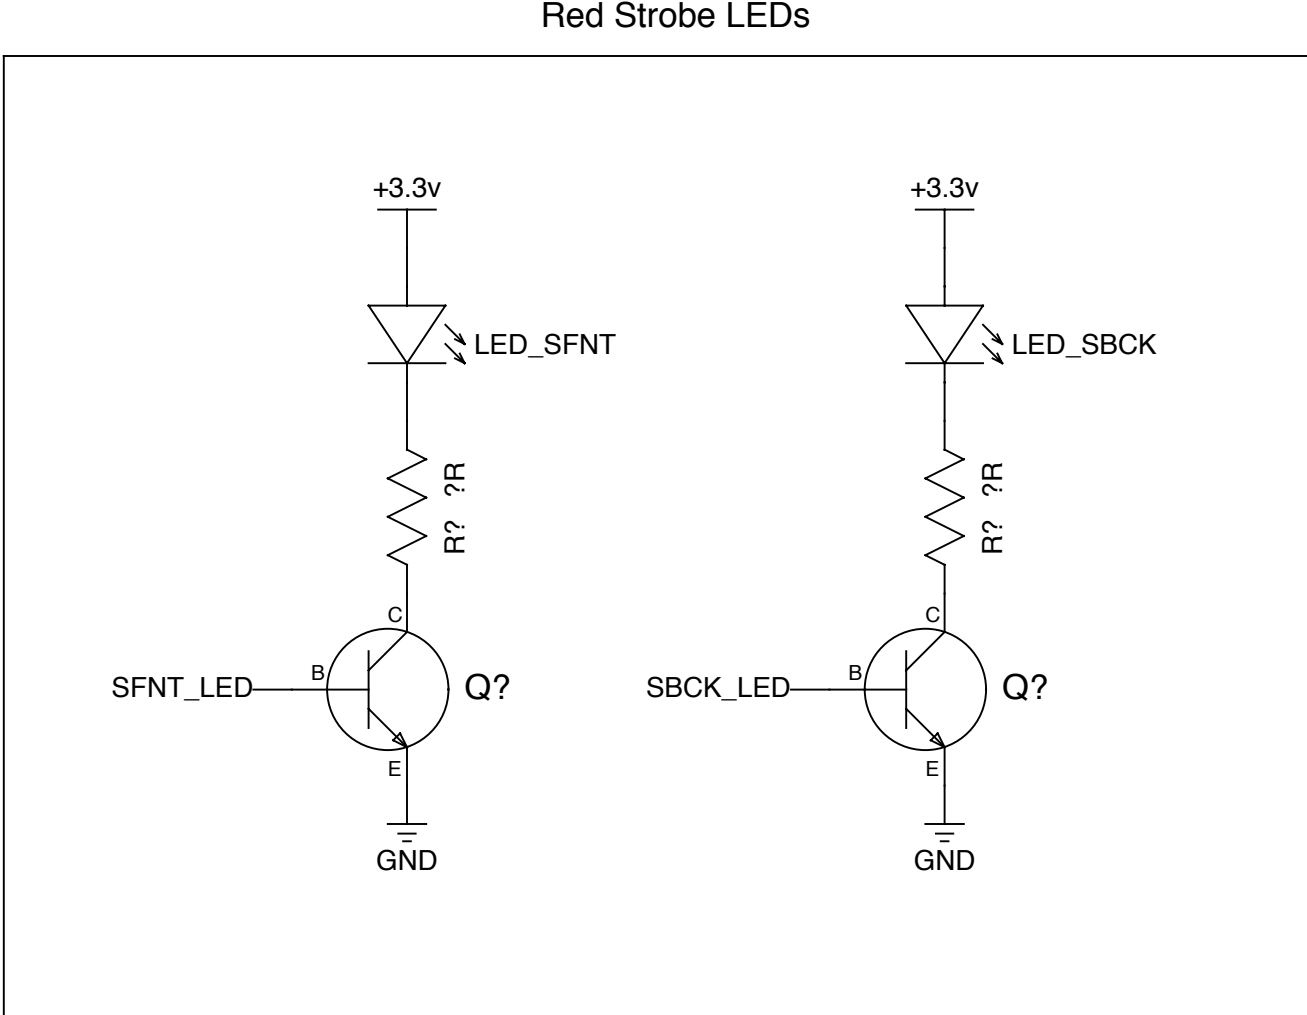 Red Strobe LEDs
+3.3v
+3.3v
LED_SFNT
LED_SBCK
R? ?R
R? ?R
C
C
B
B
SFNT_LED
Q?
SBCK_LED
Q?
E
E
GND
GND